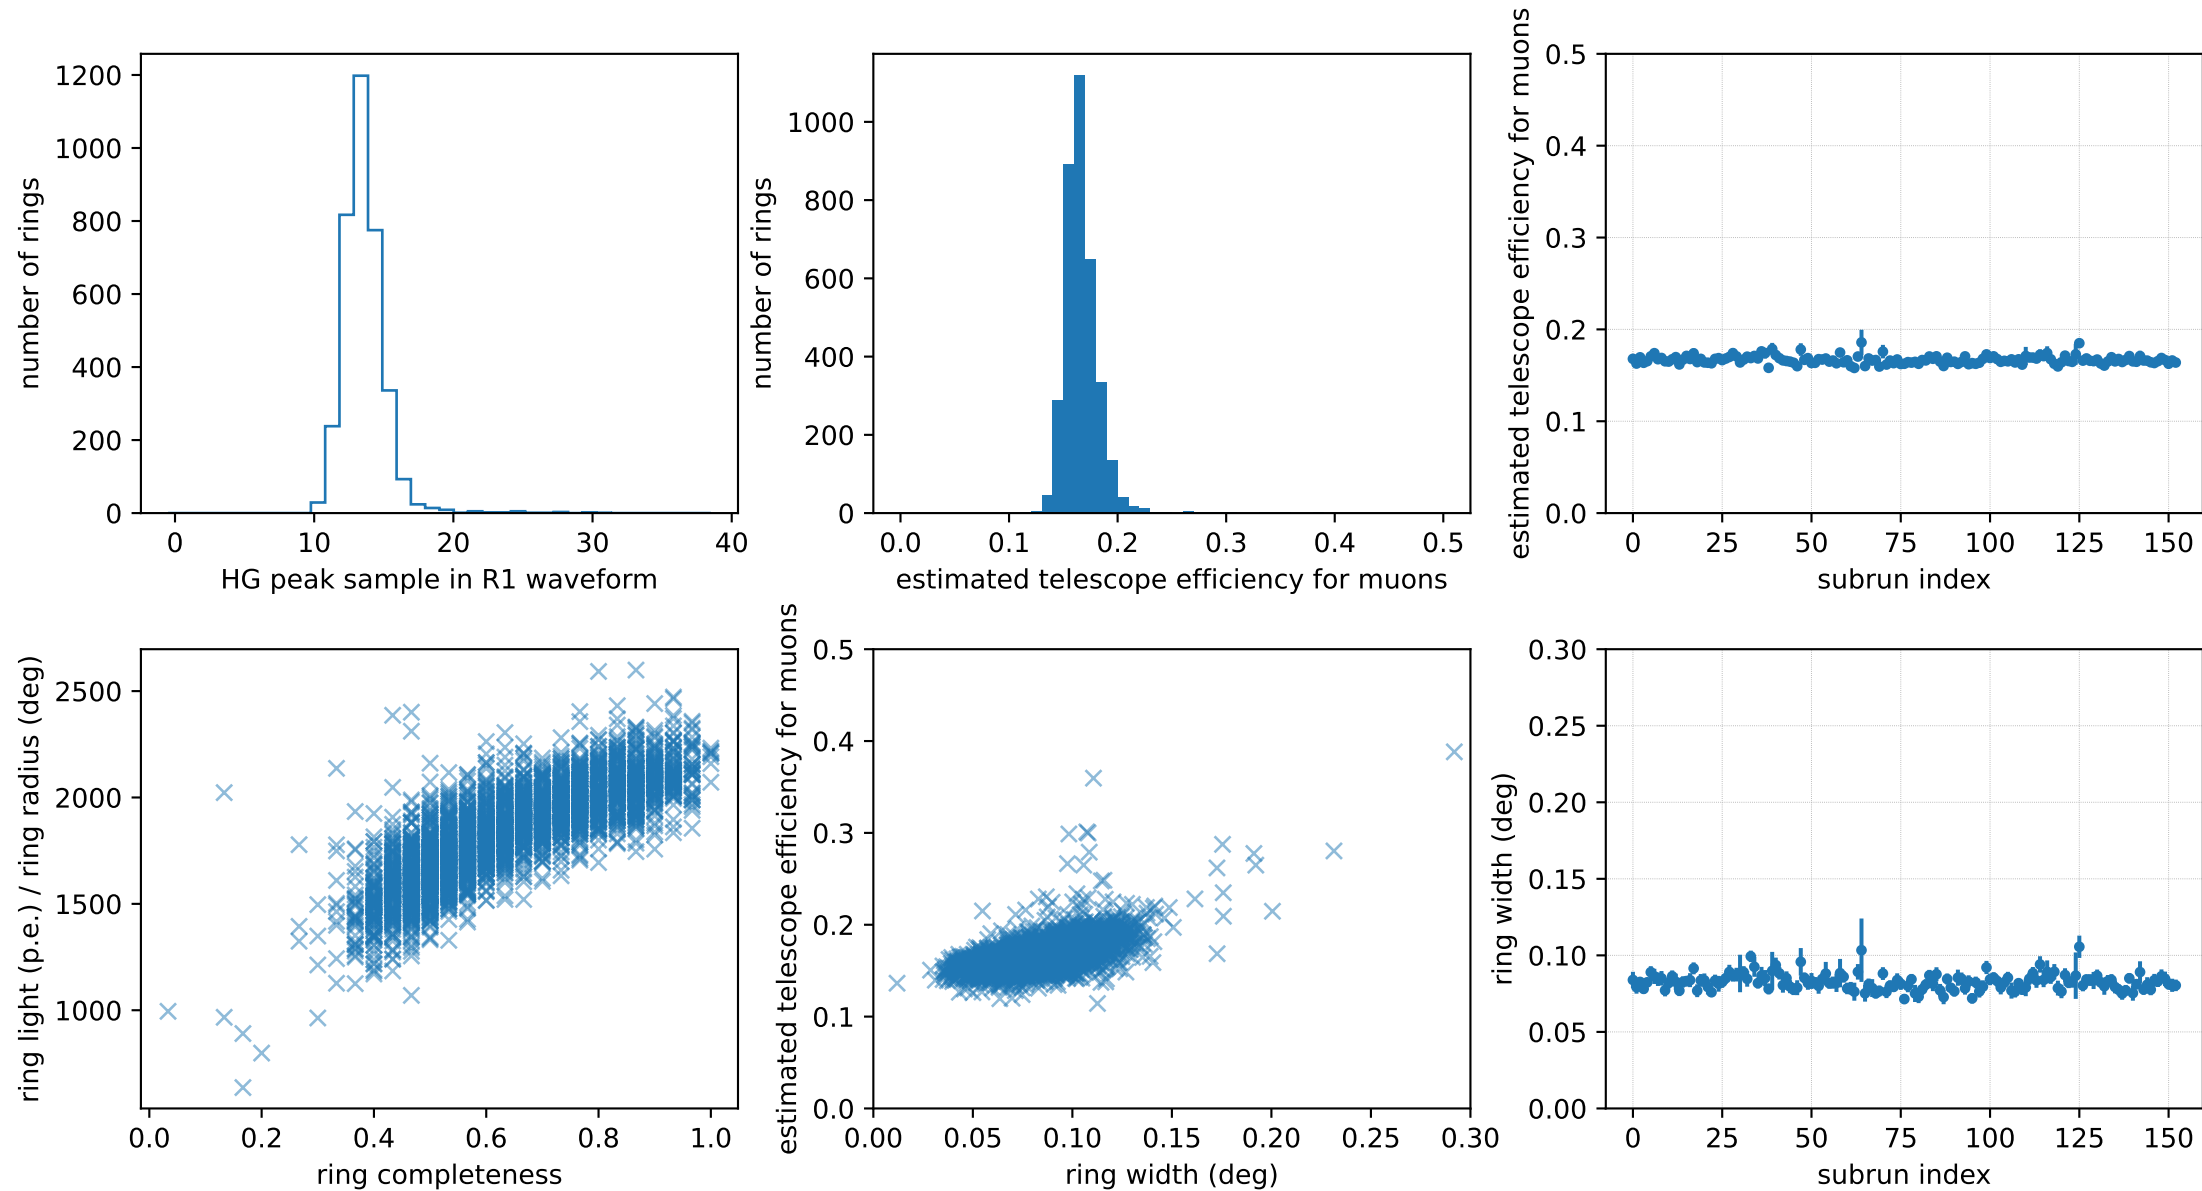 number of rings
1200
1000
800
600
400
200
0
0 10 20 30 40
HG peak sample in R1 waveform
number of rings
1000
800
600
400
200
0
0.0 0.1 0.2 0.3 0.4 0.5
estimated telescope efficiency for muons
estimated telescope efficiency for muons
0.5
0.4
0.3
0.2
0.1
0.0
0 25 50 75 100 125 150
subrun index
ring light (p.e.) / ring radius (deg)
2500
2000
1500
1000
0.0 0.2 0.4 0.6 0.8 1.0
ring completeness
estimated telescope efficiency for muons
0.5
0.4
0.3
0.2
0.1
0.0
0.00 0.05 0.10 0.15 0.20 0.25 0.30
ring width (deg)
ring width (deg)
0.30
0.25
0.20
0.15
0.10
0.05
0.00
0 25 50 75 100 125 150
subrun index